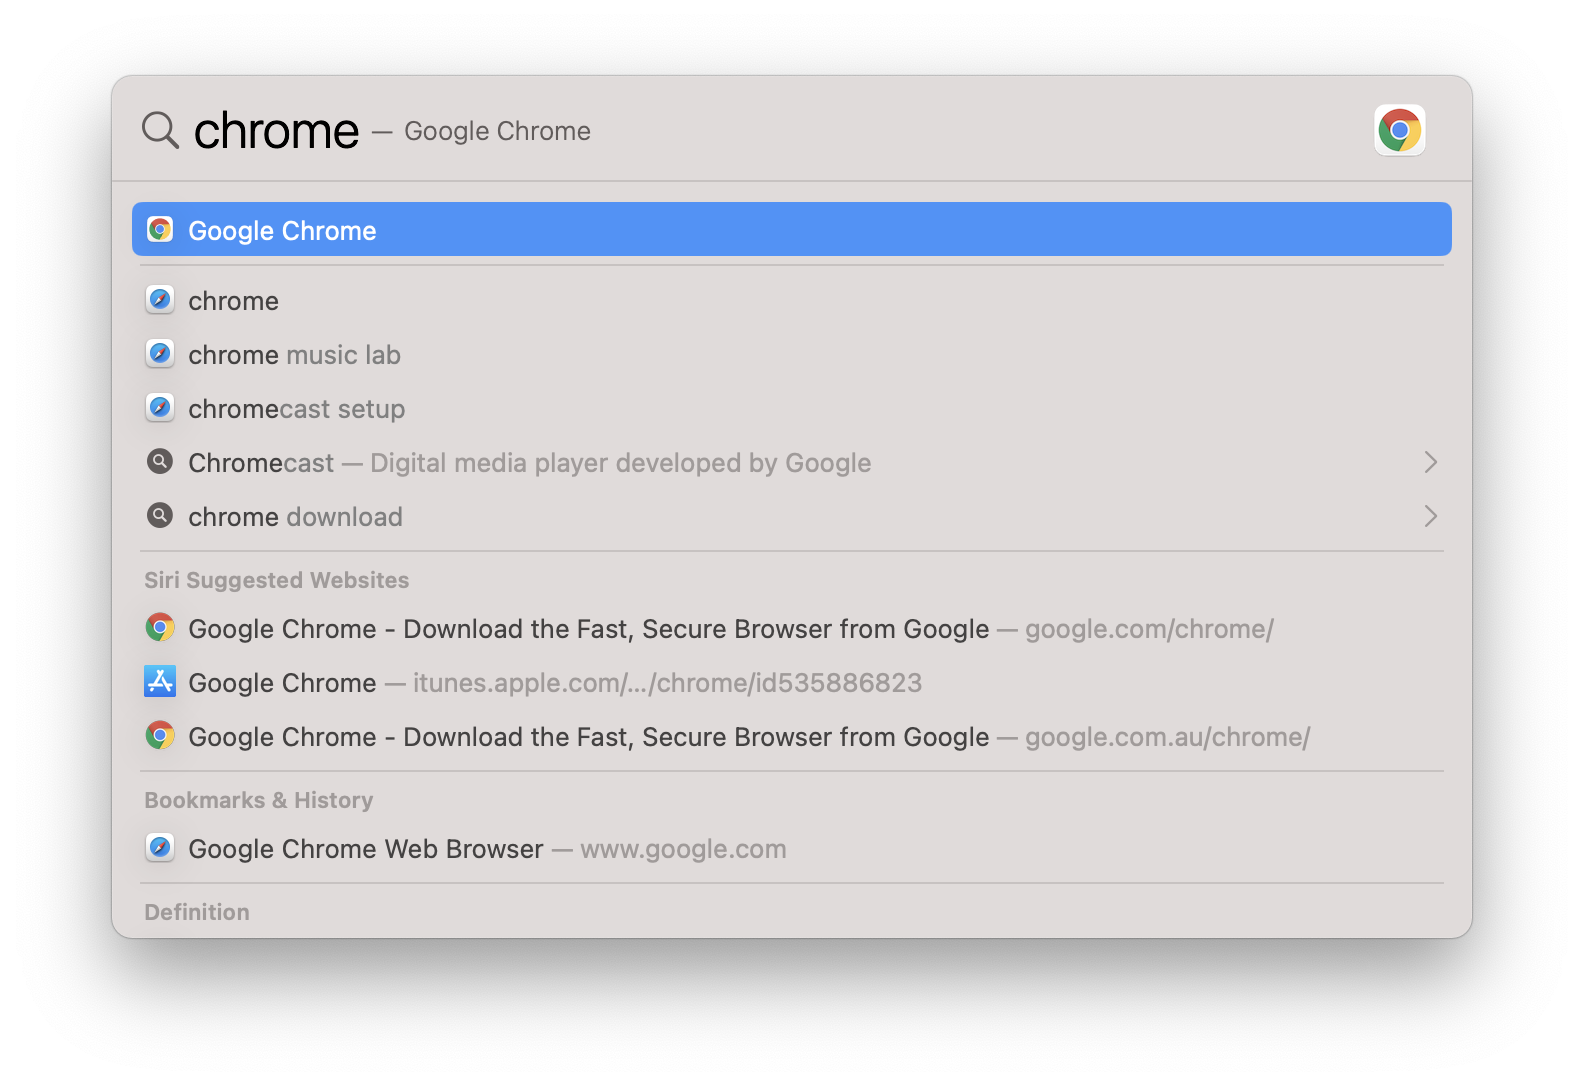 chrome — Google Chrome
Google Chrome
chrome
chrome music lab
chromecast setup
Chromecast — Digital media player developed by Google
chrome download
Siri Suggested Websites
Google Chrome - Download the Fast, Secure Browser from Google — google.com/chrome/
Google Chrome — itunes.apple.com/.../chrome/id535886823
Google Chrome - Download the Fast, Secure Browser from Google — google.com.au/chrome/
Bookmarks & History
Google Chrome Web Browser — www.google.com
Definition